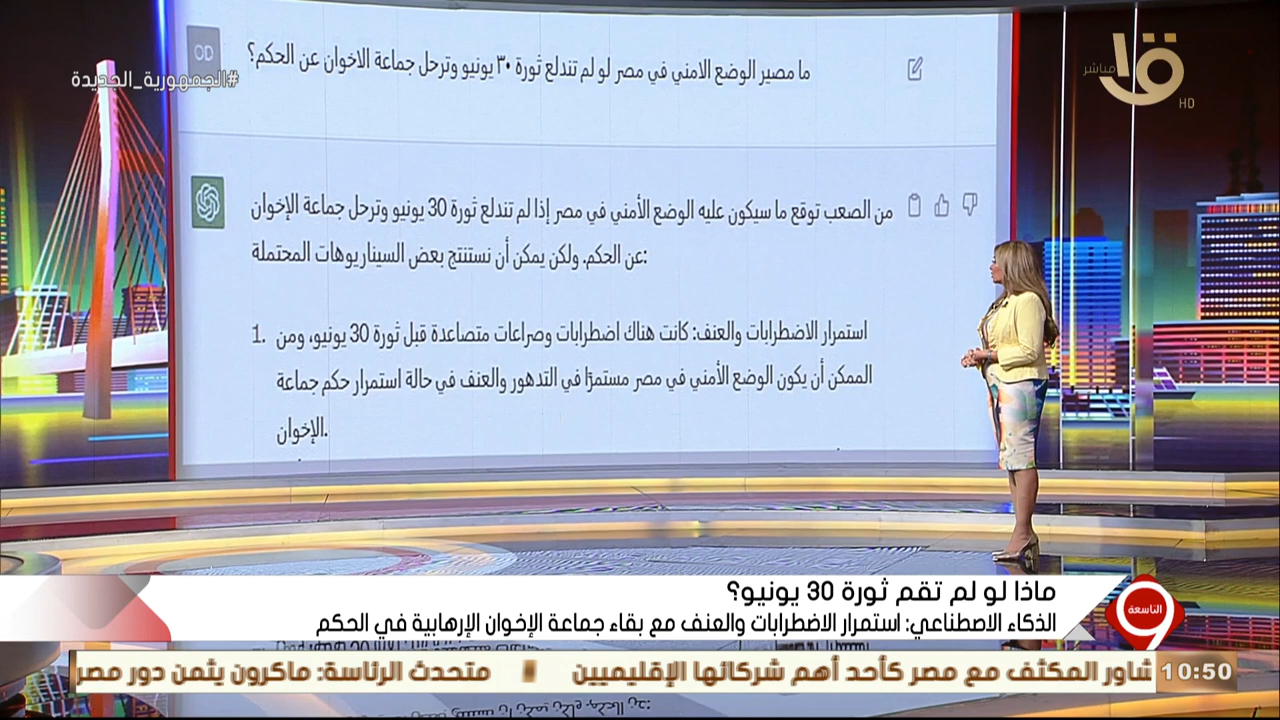 #الجمهورية_الجديدة
مباشر
HD
OD
ما مصير الوضع الامني في مصر لو لم تندلع ثورة ٣٠ يونيو وترحل جماعة الاخوان عن الحكم؟
من الصعب توقع ما سيكون عليه الوضع الأمني في مصر إذا لم تندلع ثورة 30 يونيو وترحل جماعة الإخوان
عن الحكم. ولكن يمكن أن نستنتج بعض السيناريوهات المحتملة:
1. استمرار الاضطرابات والعنف: كانت هناك اضطرابات وصراعات متصاعدة قبل ثورة 30 يونيو، ومن
الممكن أن يكون الوضع الأمني في مصر مستمرًا في التدهور والعنف في حالة استمرار حكم جماعة
الإخوان.
ماذا لو لم تقم ثورة 30 يونيو؟
الذكاء الاصطناعي: استمرار الاضطرابات والعنف مع بقاء جماعة الإخوان الإرهابية في الحكم
التاسعة
10:50 شاور المكثف مع مصر كأحد أهم شركائها الإقليميين متحدث الرئاسة: ماكرون يثمن دور مصر